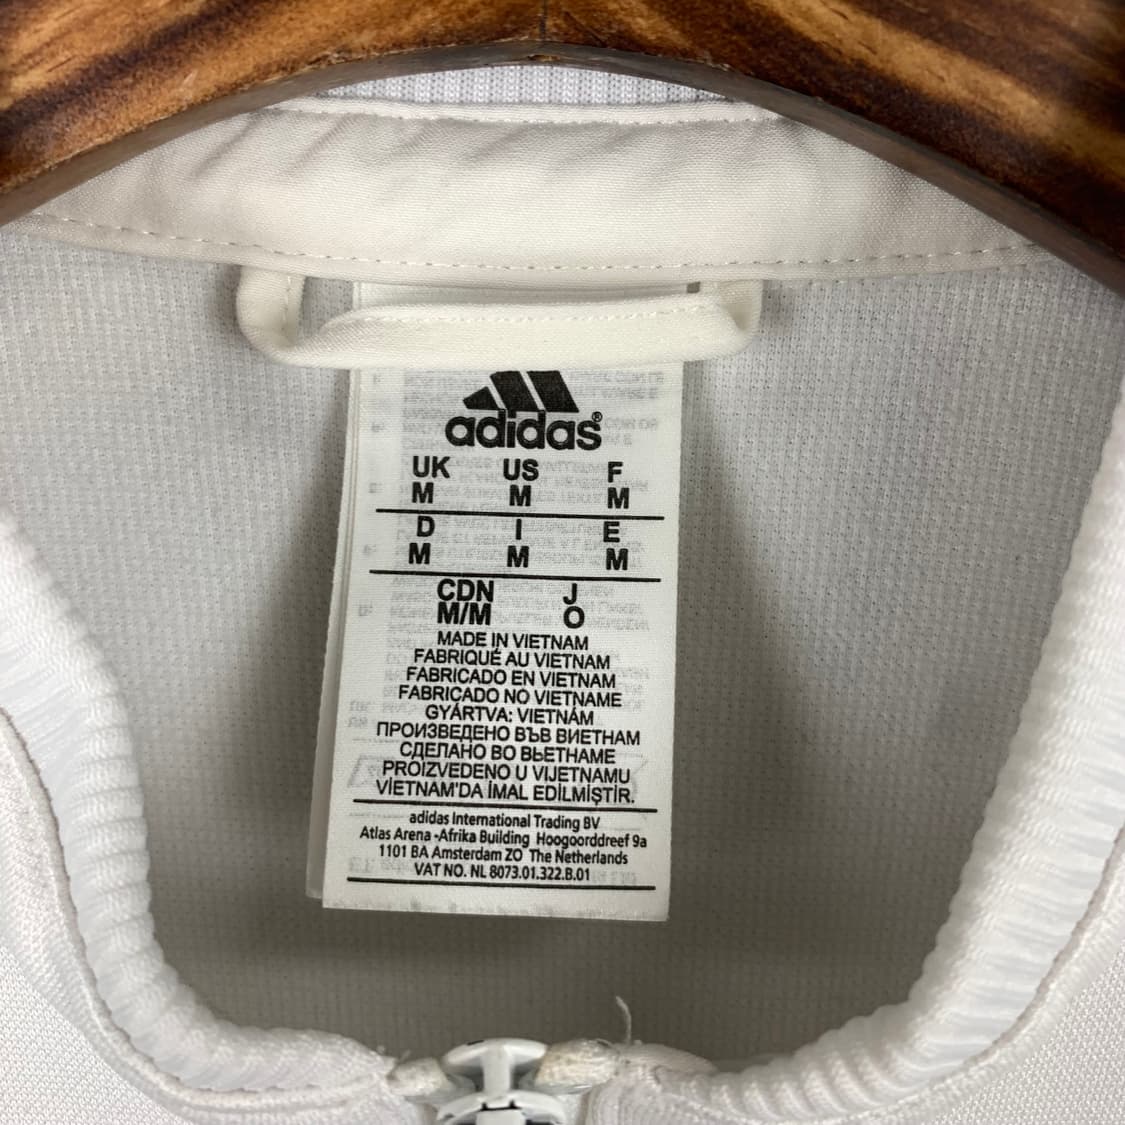 adidas®
UK US F
M M M
D I E
M M M
CDN J
M/M O
MADE IN VIETNAM
FABRIQUÉ AU VIETNAM
FABRICADO EN VIETNAM
FABRICADO NO VIETNAME
GYÁRTVA: VIETNÁM
ПРОИЗВЕДЕНО ВЪВ ВИЕТНАМ
СДЕЛАНО ВО ВЬЕТНАМЕ
PROIZVEDENO U VIJETNAMU
VİETNAM'DA İMAL EDİLMİŞTİR.
adidas International Trading BV
Atlas Arena -Afrika Building Hoogoorddreef 9a
1101 BA Amsterdam ZO The Netherlands
VAT NO. NL 8073.01.322.B.01